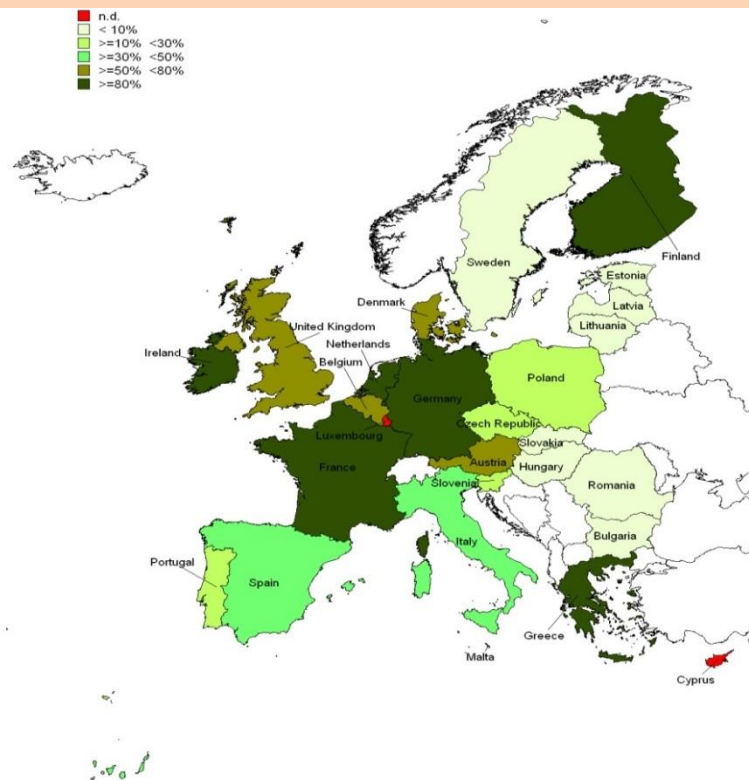 n.d.
< 10%
>=10% <30%
>=30% <50%
>=50% <80%
>=80%
Finland
Sweden
Estonia
Latvia
Denmark
Lithuania
United Kingdom
Netherlands
Ireland
Belgium
Poland
Germany
Czech Republic
Luxembourg
Slovakia
France
Austria
Hungary
Slovenia
Romania
Bulgaria
Italy
Portugal
Spain
Greece
Malta
Cyprus